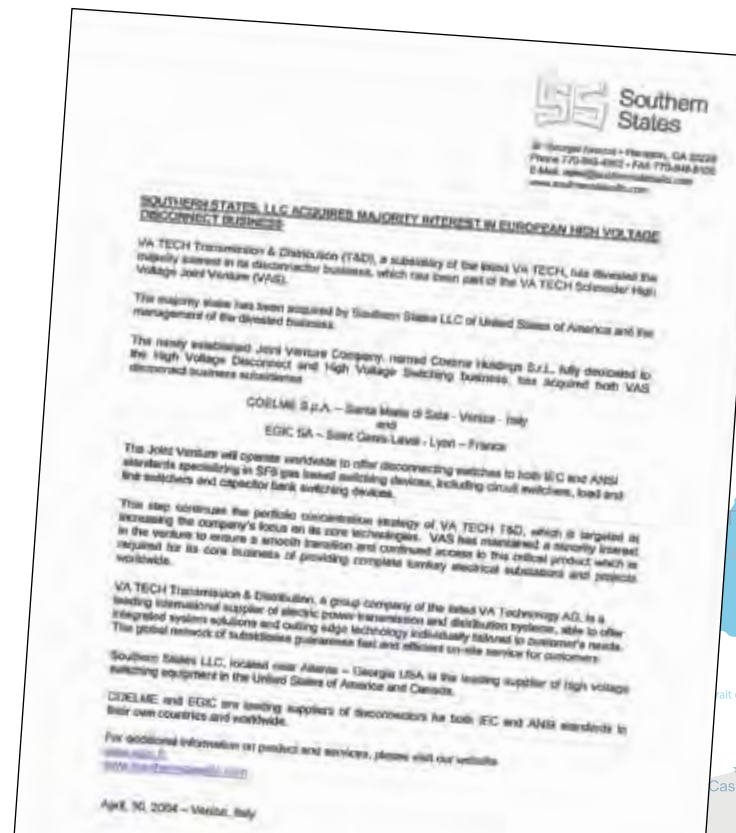 Southern
States
SOUTHERN STATES, LLC ACQUIRES MAJORITY INTEREST IN EUROPEAN HIGH VOLTAGE
DISCONNECT BUSINESS
VA TECH Transmission & Distribution (T&D), a subsidiary of the listed VA TECH, has divested the
majority interest in its disconnector business, which has been part of the VA TECH Schneider High
Voltage Joint Venture (VAS).
The majority stake has been acquired by Southern States LLC of United States of America and the
management of the divested business.
The newly established Joint Venture Company, named Holdings S.r.l., fully dedicated to
the High Voltage Disconnect and High Voltage Switching business, has acquired both VAS
disconnect business subsidiaries
COELME S.p.A. – Santa Maria di Sala - Venice - Italy
and
EGIC SA – Saint Genis Laval - Lyon – France
The Joint Venture will operate worldwide to offer disconnecting switches to both IEC and ANSI
standards specializing in SF6 gas based switching devices, including circuit switchers, load and
line switchers and capacitor bank switching devices.
This step continues the portfolio concentration strategy of VA TECH T&D, which is targeted at
increasing the company's focus on its core technologies. VAS has maintained a minority interest
in the venture to ensure a smooth transition and continued access to this critical product which is
required for its core business of providing complete turnkey electrical substations and projects
worldwide.
VA TECH Transmission & Distribution, a group company of the listed VA Technology AG, is a
leading international supplier of electric power transmission and distribution systems, able to offer
integrated system solutions and cutting edge technology individually tailored to customer's needs.
The global network of subsidiaries guarantees fast and efficient on-site service for customers
Southern States LLC, located near Atlanta – Georgia USA is the leading supplier of high voltage
switching equipment in the United States of America and Canada.
COELME and EGIC are leading suppliers of disconnectors for both IEC and ANSI standards in
their own countries and worldwide.
For additional information on product and services, please visit our website
www.southernstatesllc.com
April, 30, 2004 – Venice, Italy
Cas